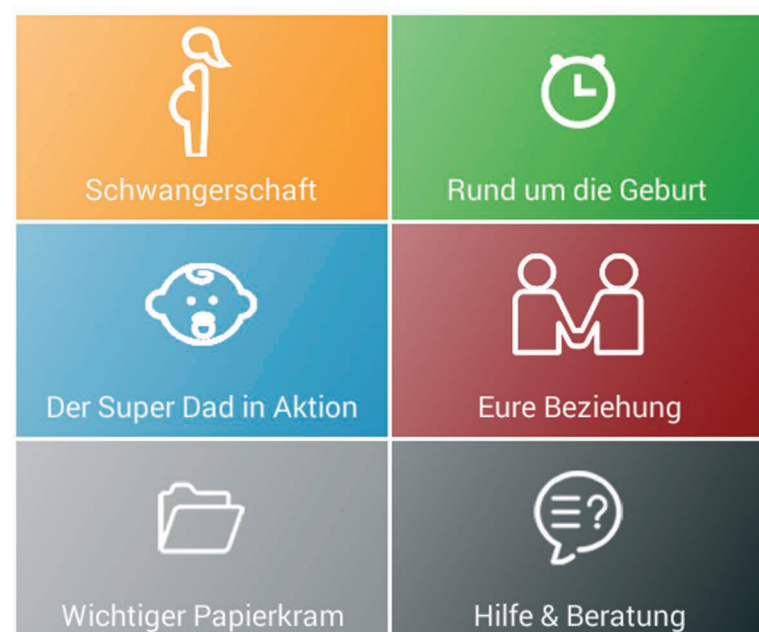 Schwangerschaft
Rund um die Geburt
Der Super Dad in Aktion
Eure Beziehung
Wichtiger Papierkram
Hilfe & Beratung